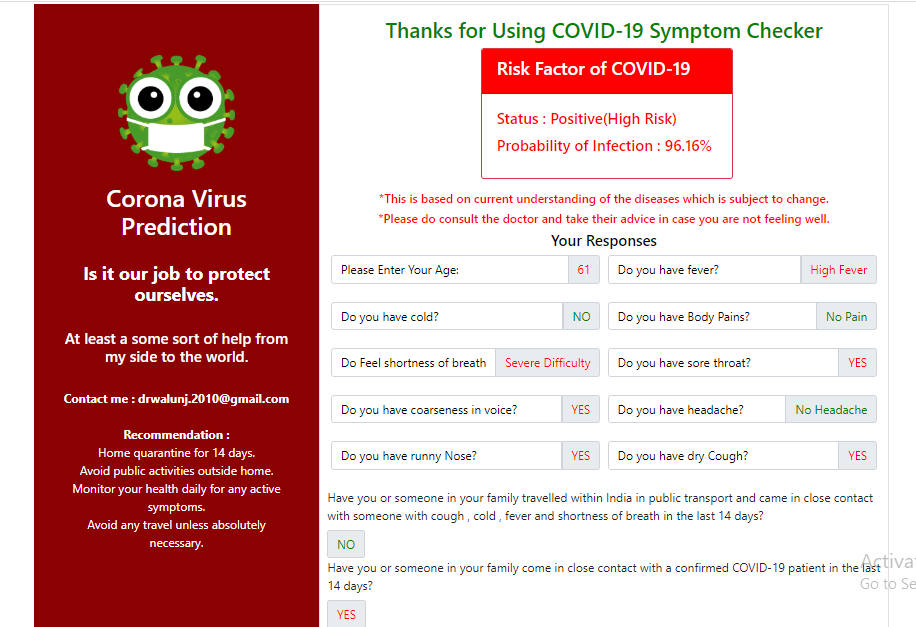 Corona Virus
Prediction
Is it our job to protect
ourselves.
At least a some sort of help from
my side to the world.
Contact me : drwalunj.2010@gmail.com
Recommendation :
Home quarantine for 14 days.
Avoid public activities outside home.
Monitor your health daily for any active
symptoms.
Avoid any travel unless absolutely
necessary.
Thanks for Using COVID-19 Symptom Checker
Risk Factor of COVID-19
Status : Positive(High Risk)
Probability of Infection : 96.16%
*This is based on current understanding of the diseases which is subject to change.
*Please do consult the doctor and take their advice in case you are not feeling well.
Your Responses
Please Enter Your Age: 61 Do you have fever? High Fever
Do you have cold? NO Do you have Body Pains? No Pain
Do Feel shortness of breath Severe Difficulty Do you have sore throat? YES
Do you have coarseness in voice? YES Do you have headache? No Headache
Do you have runny Nose? YES Do you have dry Cough? YES
Have you or someone in your family travelled within India in public transport and came in close contact
with someone with cough , cold , fever and shortness of breath in the last 14 days?
NO
Have you or someone in your family come in close contact with a confirmed COVID-19 patient in the last
14 days?
YES
Activa
Go to Se